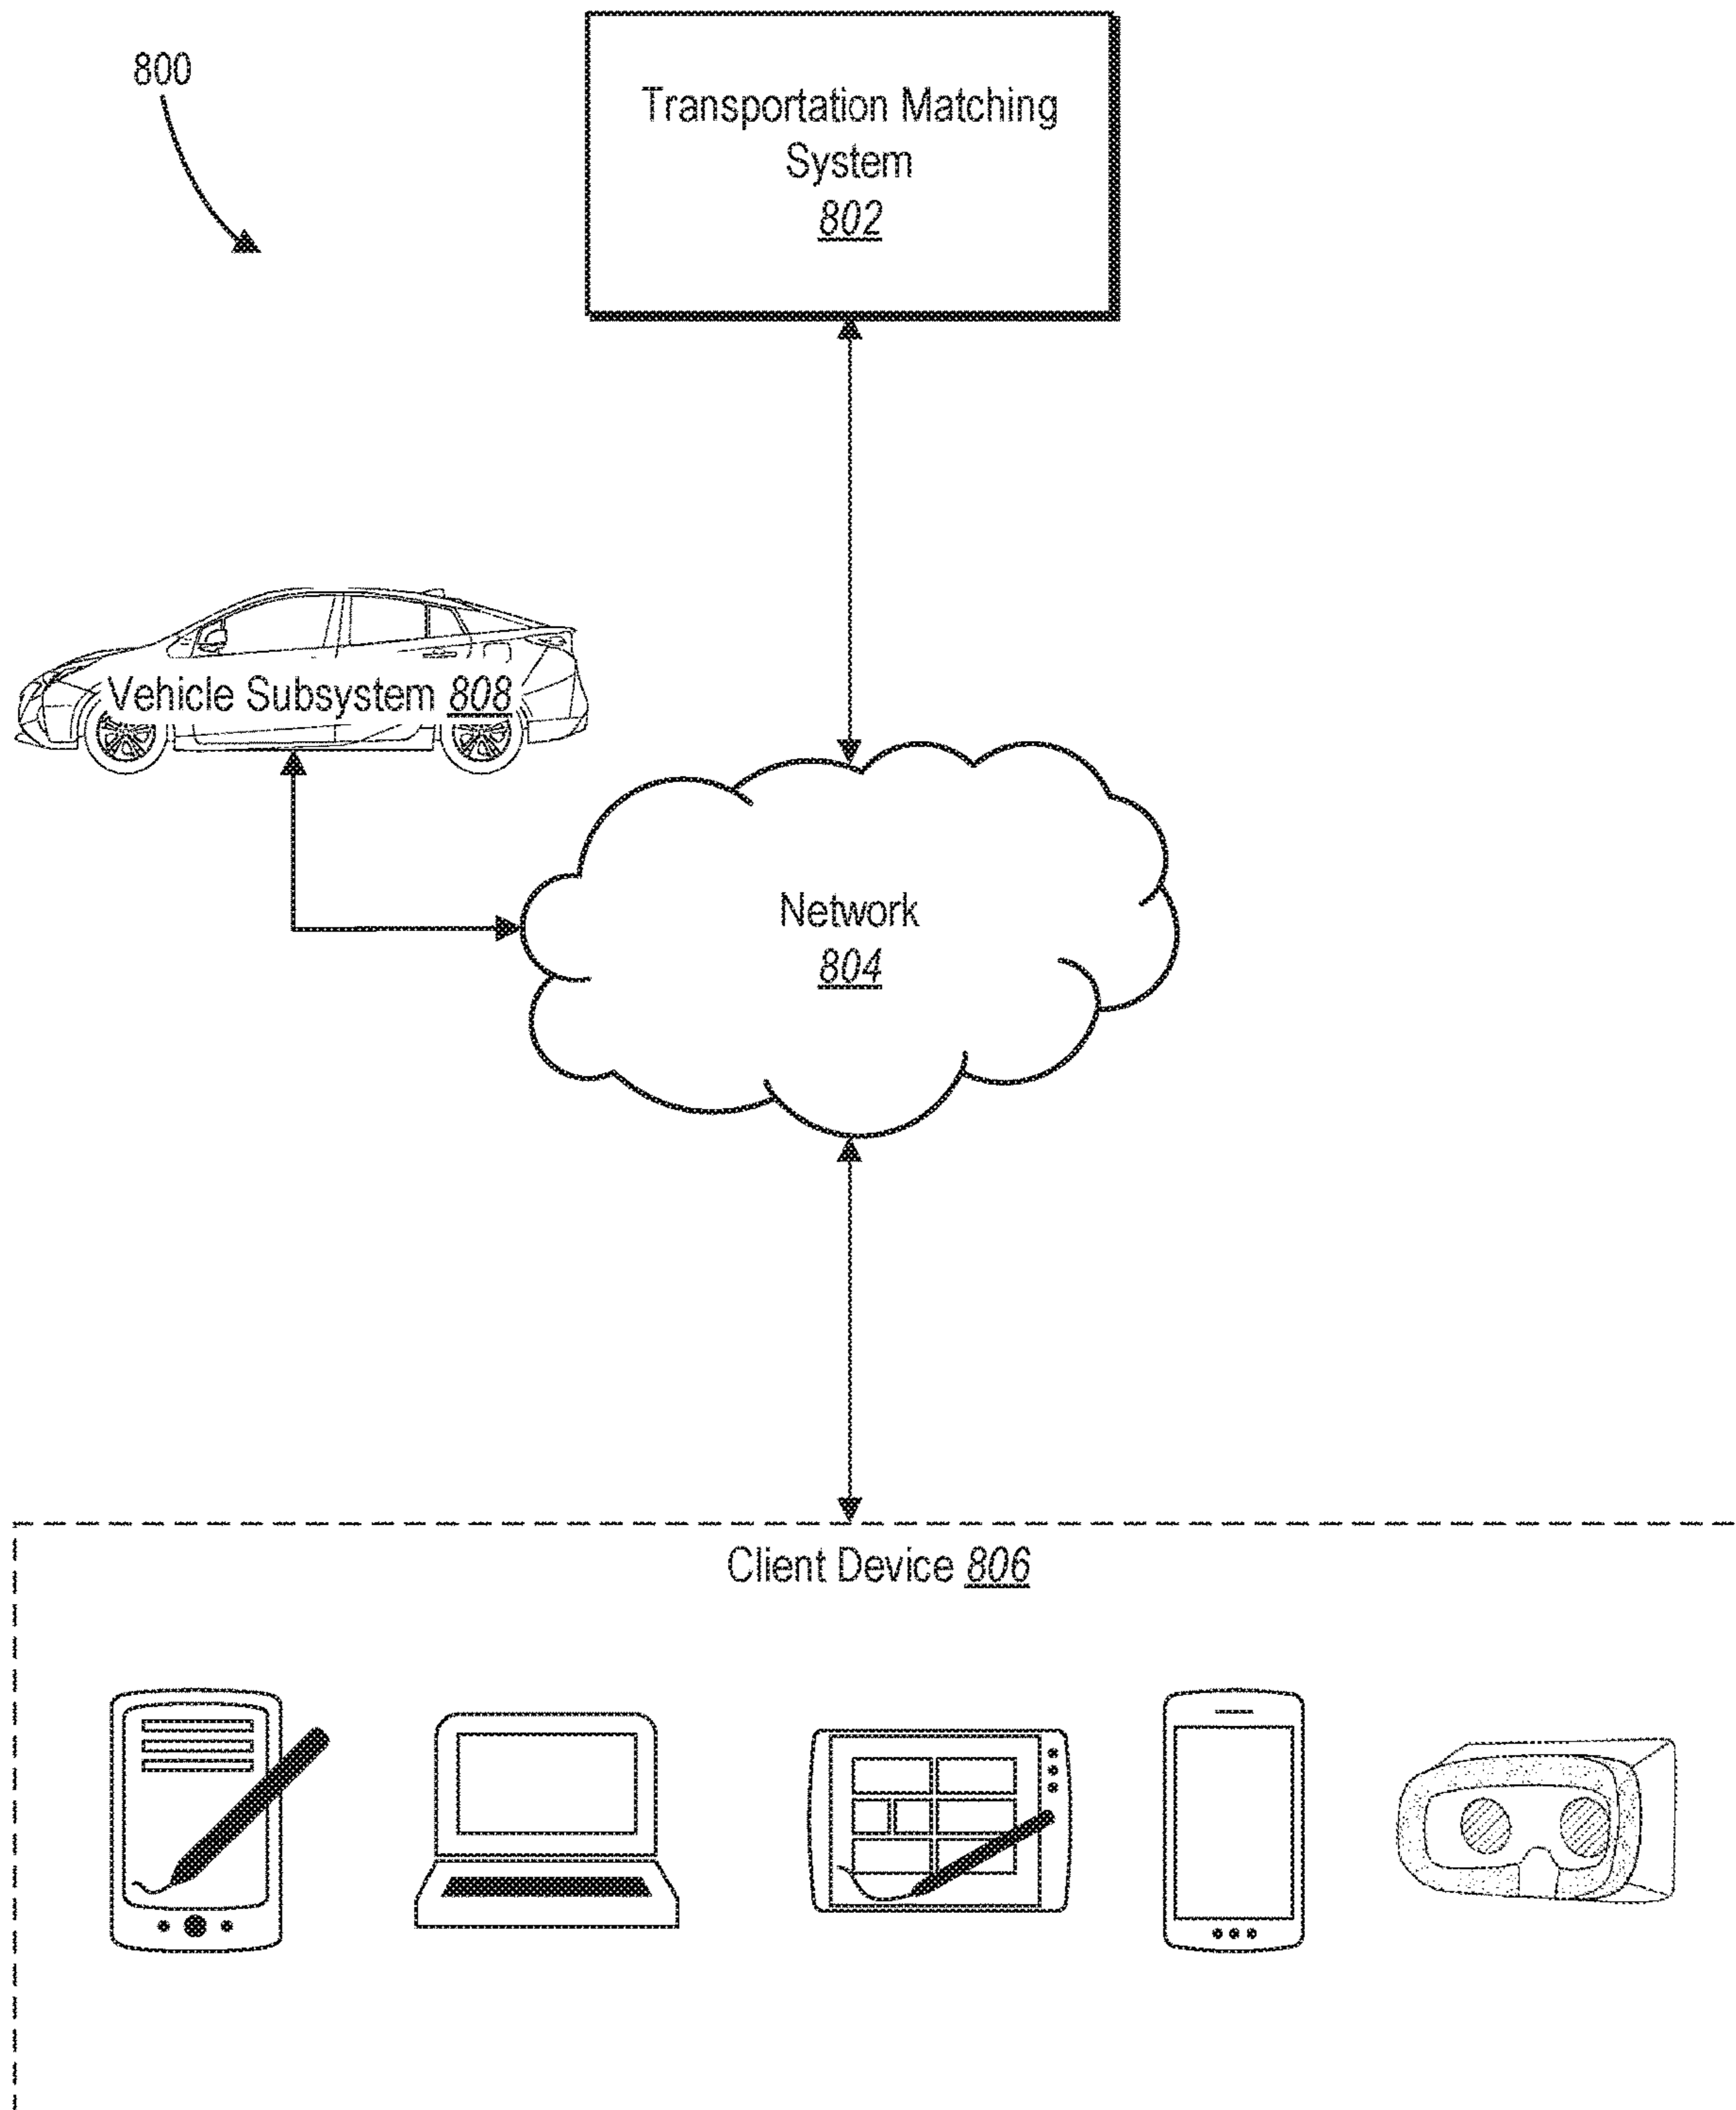 800
Transportation Matching
System
802
Vehicle Subsystem 808
Network
804
Client Device 806